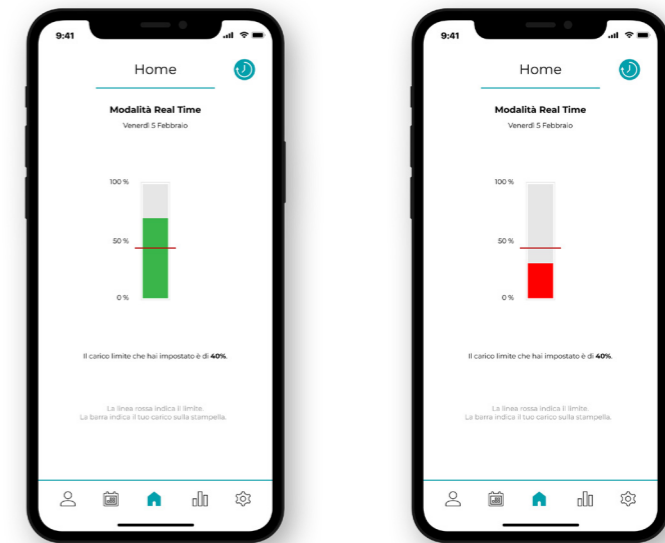 9:41
Home
Modalità Real Time
Venerdì 5 Febbraio
100 %
50 %
0 %
Il carico limite che hai impostato è di 40%.
La linea rossa indica il limite.
La barra indica il tuo carico sulla stampella.
9:41
Home
Modalità Real Time
Venerdì 5 Febbraio
100 %
50 %
0 %
Il carico limite che hai impostato è di 40%.
La linea rossa indica il limite.
La barra indica il tuo carico sulla stampella.